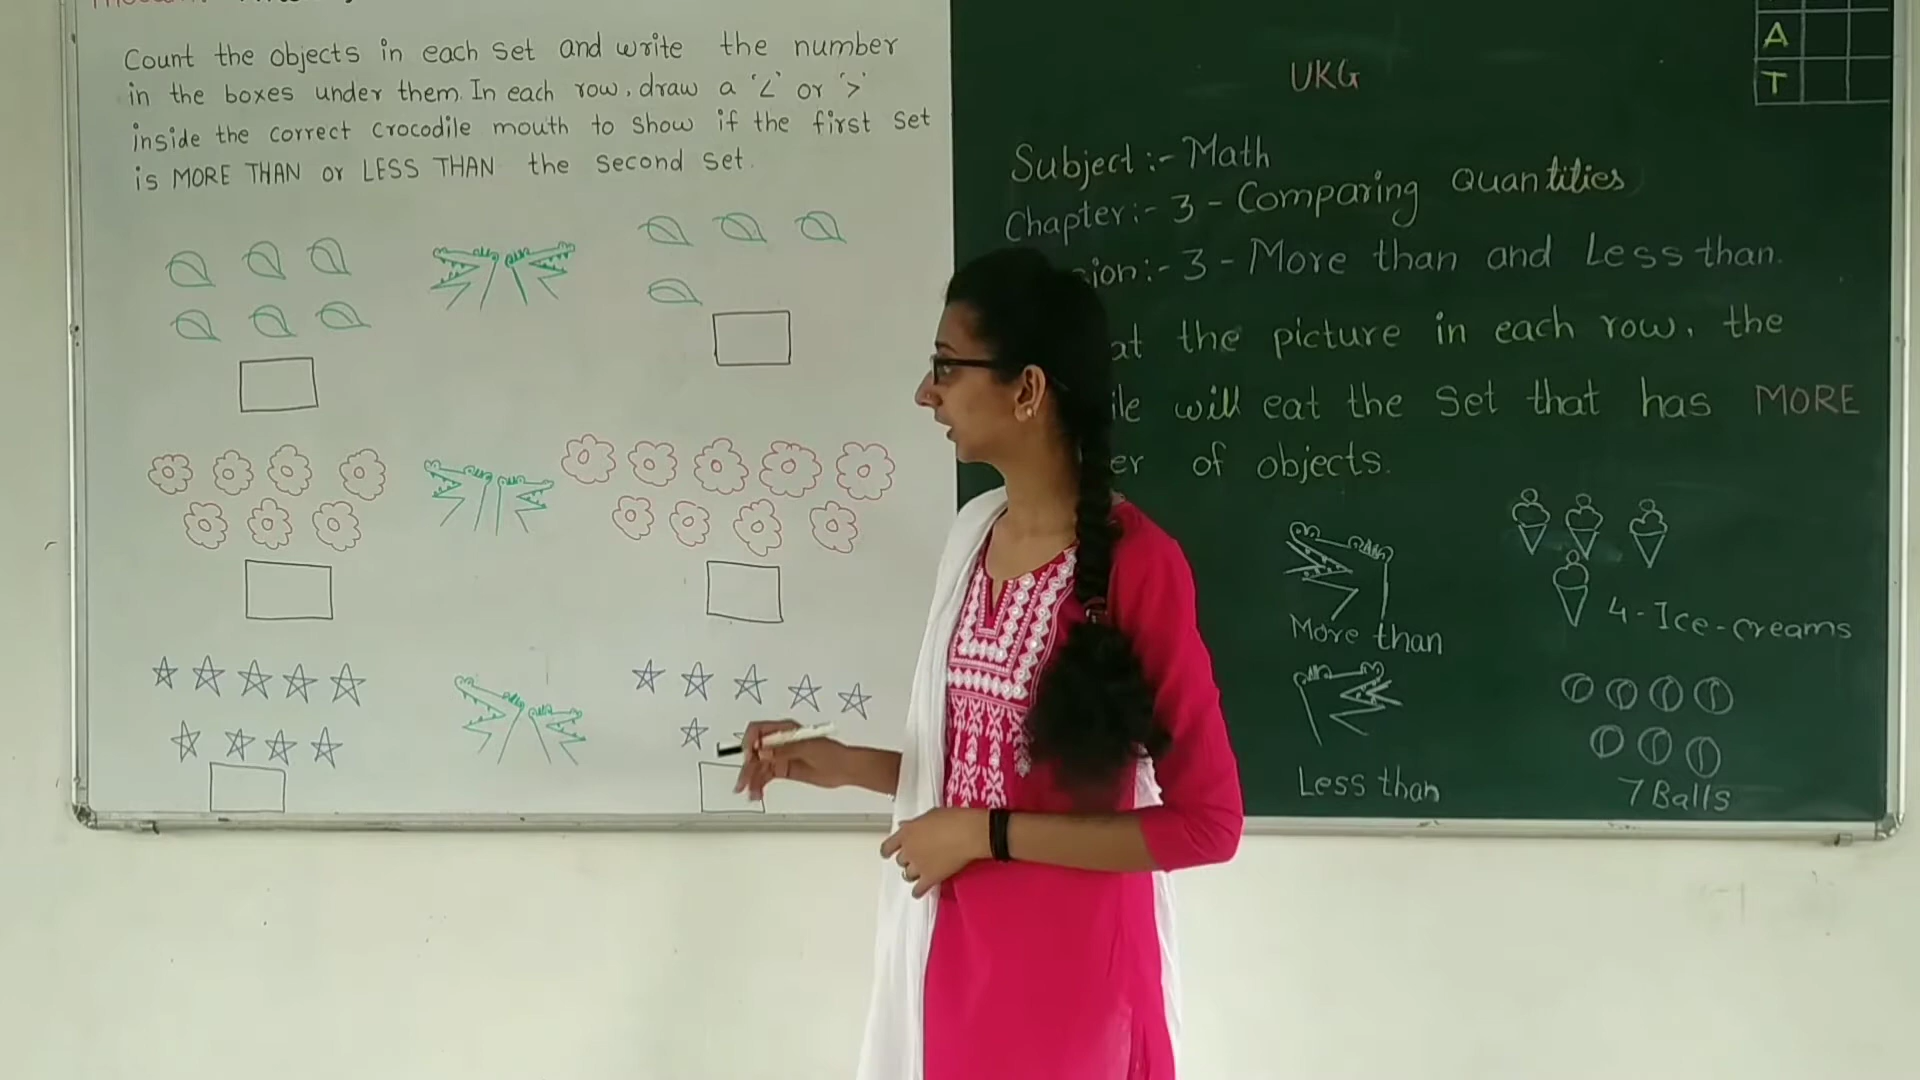 Count the objects in each set and write the number
in the boxes under them. In each row, draw a '<' or '>'
inside the correct crocodile mouth to show if the first set
is MORE THAN or LESS THAN the second set.
UKG
Subject :- Math
Chapter :- 3 - Comparing Quantities
:- 3 - More than and Less than.
at the picture in each row, the
will eat the set that has MORE
of objects.
More than
4 - Ice-creams
Less than
7 Balls
A
T